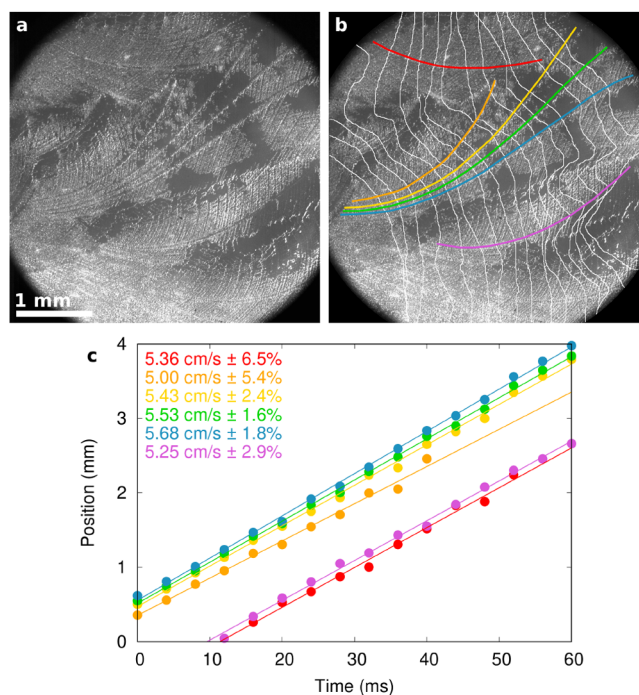 a
b
1 mm
c
5.36 cm/s ± 6.5%
5.00 cm/s ± 5.4%
5.43 cm/s ± 2.4%
5.53 cm/s ± 1.6%
5.68 cm/s ± 1.8%
5.25 cm/s ± 2.9%
4
3
2
1
0
Position (mm)
0 10 20 30 40 50 60
Time (ms)